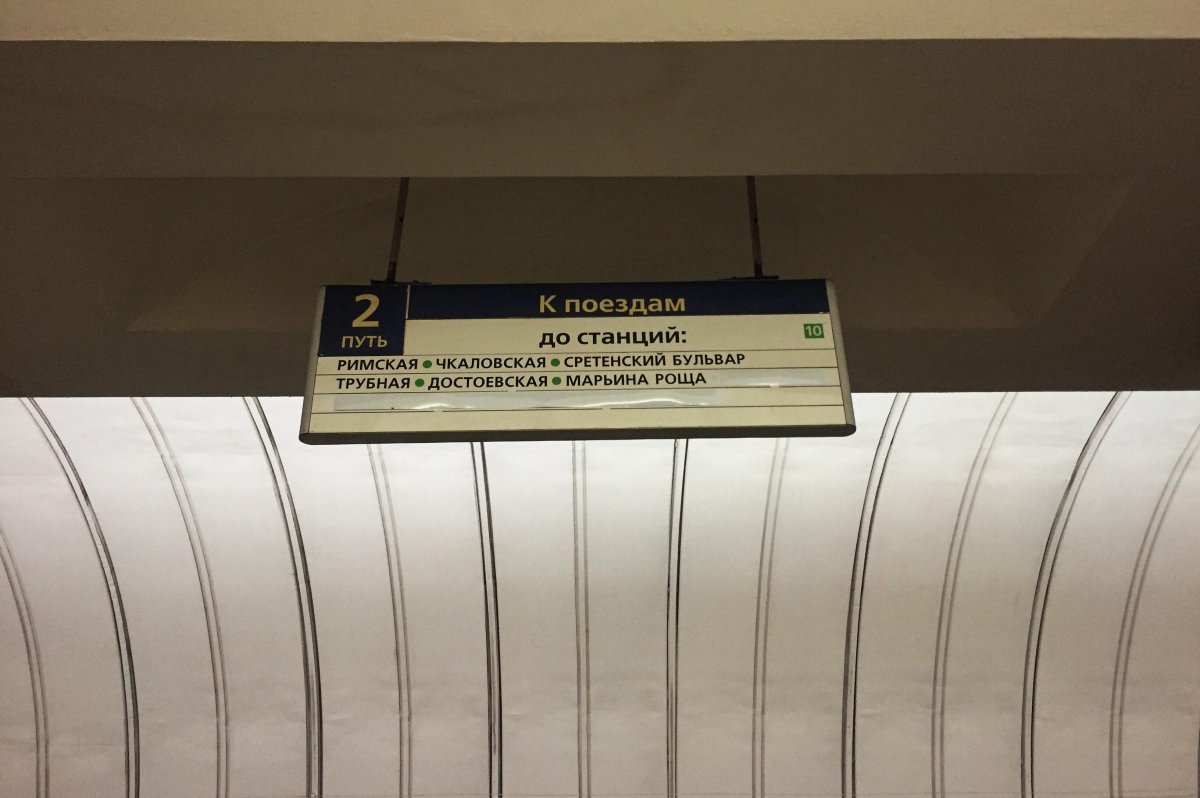 2
ПУТЬ
К поездам
до станций:
10
РИМСКАЯ ● ЧКАЛОВСКАЯ ● СРЕТЕНСКИЙ БУЛЬВАР
ТРУБНАЯ ● ДОСТОЕВСКАЯ ● МАРЬИНА РОЩА